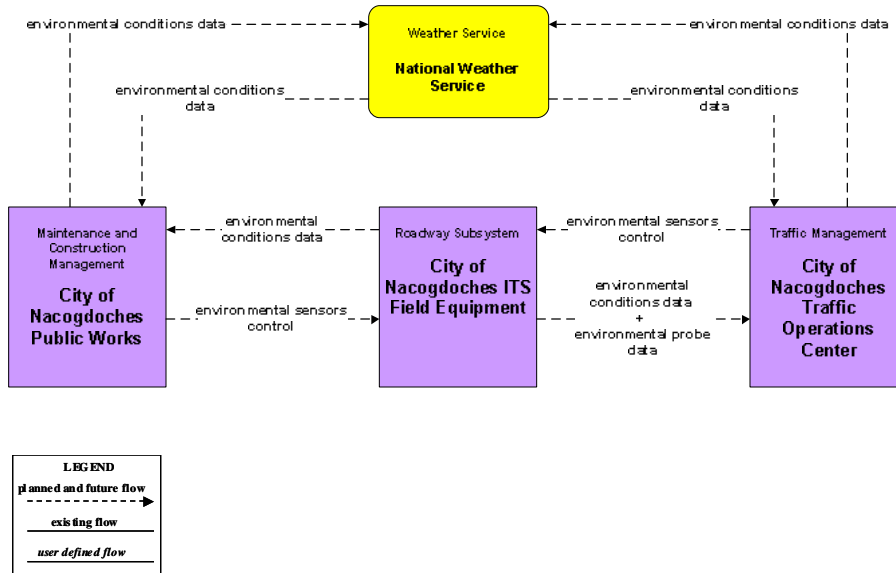 environmental conditions data
Weather Service
National Weather
Service
environmental conditions data
environmental conditions
data
environmental conditions
data
Maintenance and
Construction
Management
City of
Nacogdoches
Public Works
environmental
conditions data
environmental sensors
control
Roadway Subsystem
City of
Nacogdoches ITS
Field Equipment
environmental sensors
control
environmental
conditions data
+
environmental probe
data
Traffic Management
City of
Nacogdoches
Traffic
Operations
Center
LEGEND
planned and future flow
existing flow
user defined flow